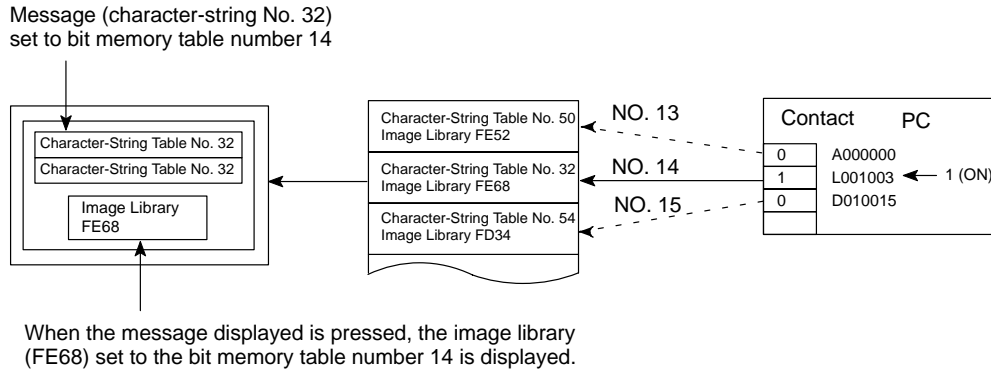 Message (character-string No. 32)
set to bit memory table number 14
Character-String Table No. 32
Character-String Table No. 32
Image Library
FE68
Character-String Table No. 50
Image Library FE52
Character-String Table No. 32
Image Library FE68
Character-String Table No. 54
Image Library FD34
NO. 13
NO. 14
NO. 15
Contact PC
0 A000000
1 L001003 1 (ON)
0 D010015
When the message displayed is pressed, the image library
(FE68) set to the bit memory table number 14 is displayed.